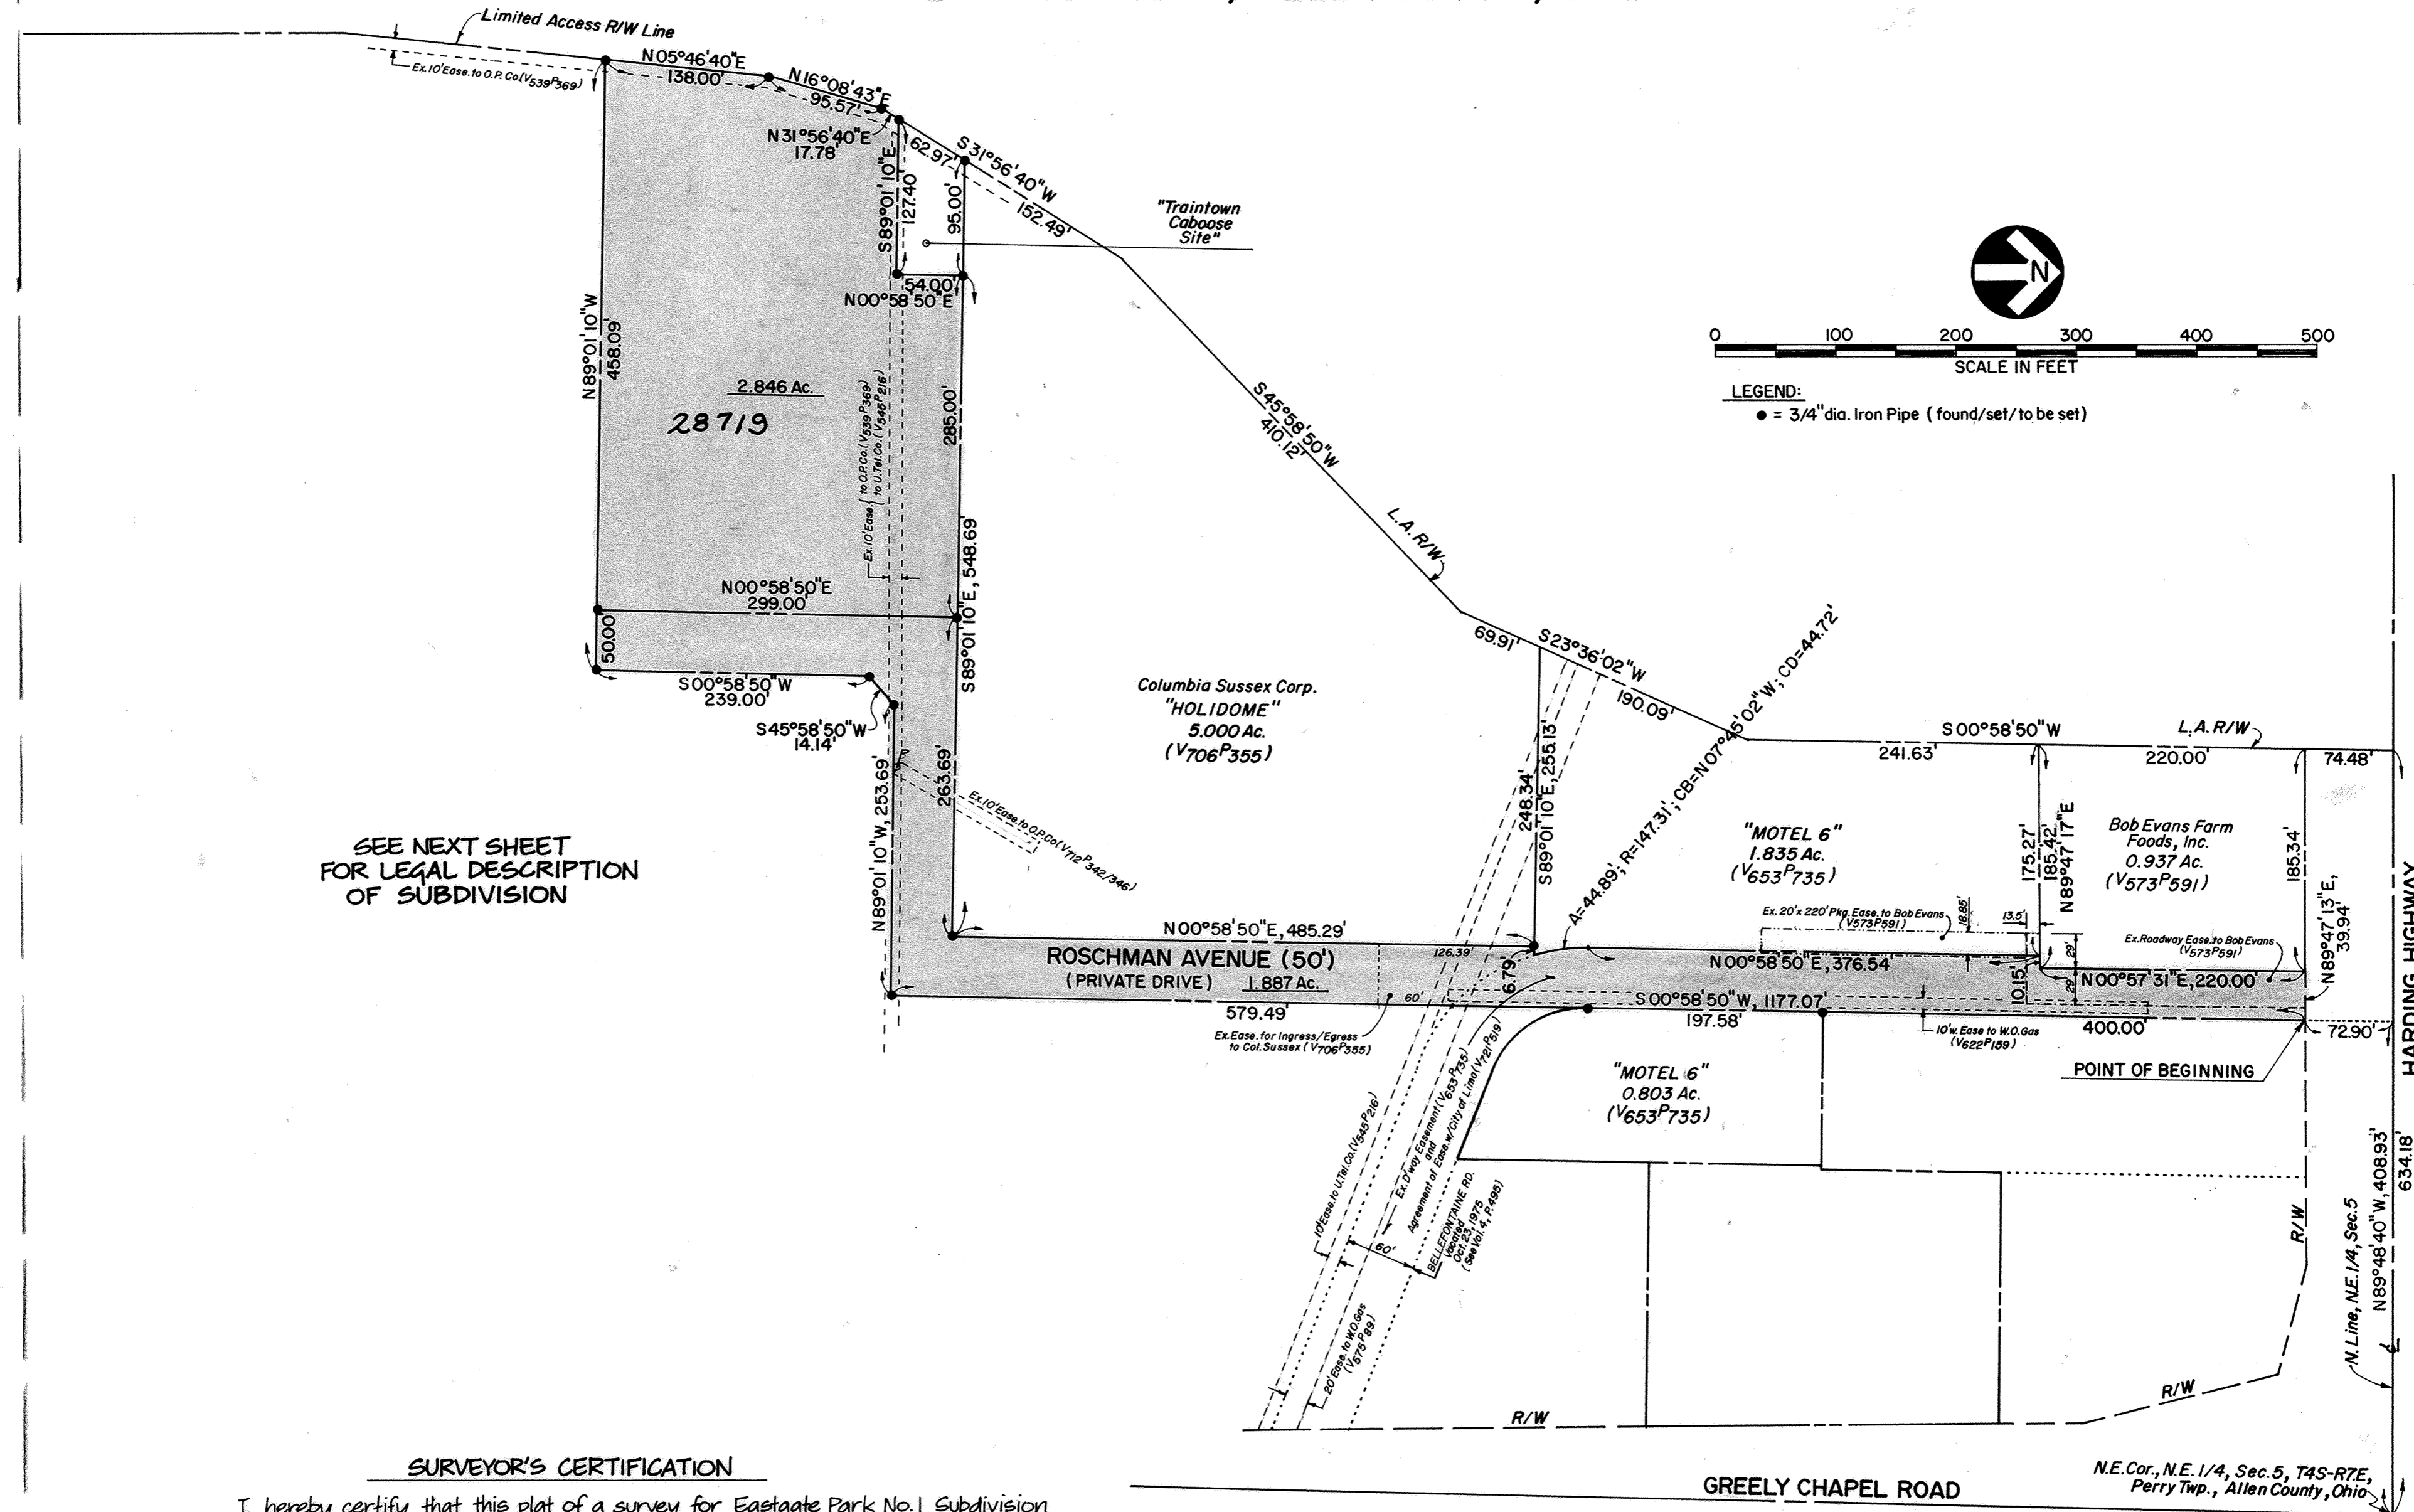 Limited Access R/W Line
Ex.10'Ease. to O.P.Co.(V539P369)
N05°46'40"E
138.00'
N16°08'43"E
95.57'
N31°56'40"E
17.78'
S89°01'10"E
127.40'
62.97'
S31°56'40"W
152.49'
95.00'
54.00'
N00°58'50"E
"Traintown
Caboose
Site"
N
0 100 200 300 400 500
SCALE IN FEET
LEGEND:
● = 3/4"dia. Iron Pipe (found/set/to be set)
N89°01'10"W
458.09'
2.846 Ac.
28719
Ex.10'Ease. { to O.P.Co.(V539P369)
to U.Tel.Co.(V545P216)
285.00'
S89°01'10"E, 548.69'
N00°58'50"E
299.00'
50.00'
S00°58'50"W
239.00'
S45°58'50"W
14.14'
N89°01'10"W, 253.69'
263.69'
Ex.10'Ease.to O.P.Co(V712P342/346)
S45°58'50"W
410.12'
L.A. R/W
Columbia Sussex Corp.
"HOLIDOME"
5.000 Ac.
(V706P355)
69.91'
S23°36'02"W
190.09'
A=44.89'; R=147.31'; CB=N07°45'02"W; CD=44.72'
248.34'
S89°01'10"E, 255.13'
"MOTEL 6"
1.835 Ac.
(V653P735)
S00°58'50"W
241.63'
L.A. R/W
220.00'
74.48'
175.27'
185.42'
N89°47'17"E
Bob Evans Farm
Foods, Inc.
0.937 Ac.
(V573P591)
185.34'
N89°47'13"E,
39.94'
HARDING HIGHWAY
Ex. 20'x 220' Pkg.Ease.to Bob Evans
(V573P591)
18.85'
13.5'
29'
29'
Ex.Roadway Ease.to Bob Evans
(V573P591)
SEE NEXT SHEET
FOR LEGAL DESCRIPTION
OF SUBDIVISION
N00°58'50"E, 485.29'
ROSCHMAN AVENUE (50')
(PRIVATE DRIVE) 1.887 Ac.
126.39'
60'
6.79'
N00°58'50"E, 376.54'
10.15'
N00°57'31"E, 220.00'
S00°58'50"W, 1177.07'
579.49'
197.58'
400.00'
72.90'
Ex.Ease.for Ingress/Egress
to Col.Sussex (V706P355)
10'w.Ease to W.O.Gas
(V622P159)
POINT OF BEGINNING
"MOTEL 6"
0.803 Ac.
(V653P735)
10'Ease.to U.Tel.Co.(V545P216)
Ex.D'way Easement (V653P735)
and
Agreement of Ease.w/City of Lima(V721P519)
60'
BELLEFONTAINE RD.
Vacated
Oct.23,1975
(See Vol.4, P.495)
20'Ease.to W.O.Gas
(V575P89)
R/W
R/W
R/W
N.Line, N.E.1/4, Sec.5
N89°48'40"W, 408.93'
634.18'
SURVEYOR'S CERTIFICATION
I hereby certify that this plat of a survey for Eastgate Park No.1 Subdivision
GREELY CHAPEL ROAD
N.E.Cor., N.E. 1/4, Sec. 5, T4S-R7E,
Perry Twp., Allen County, Ohio